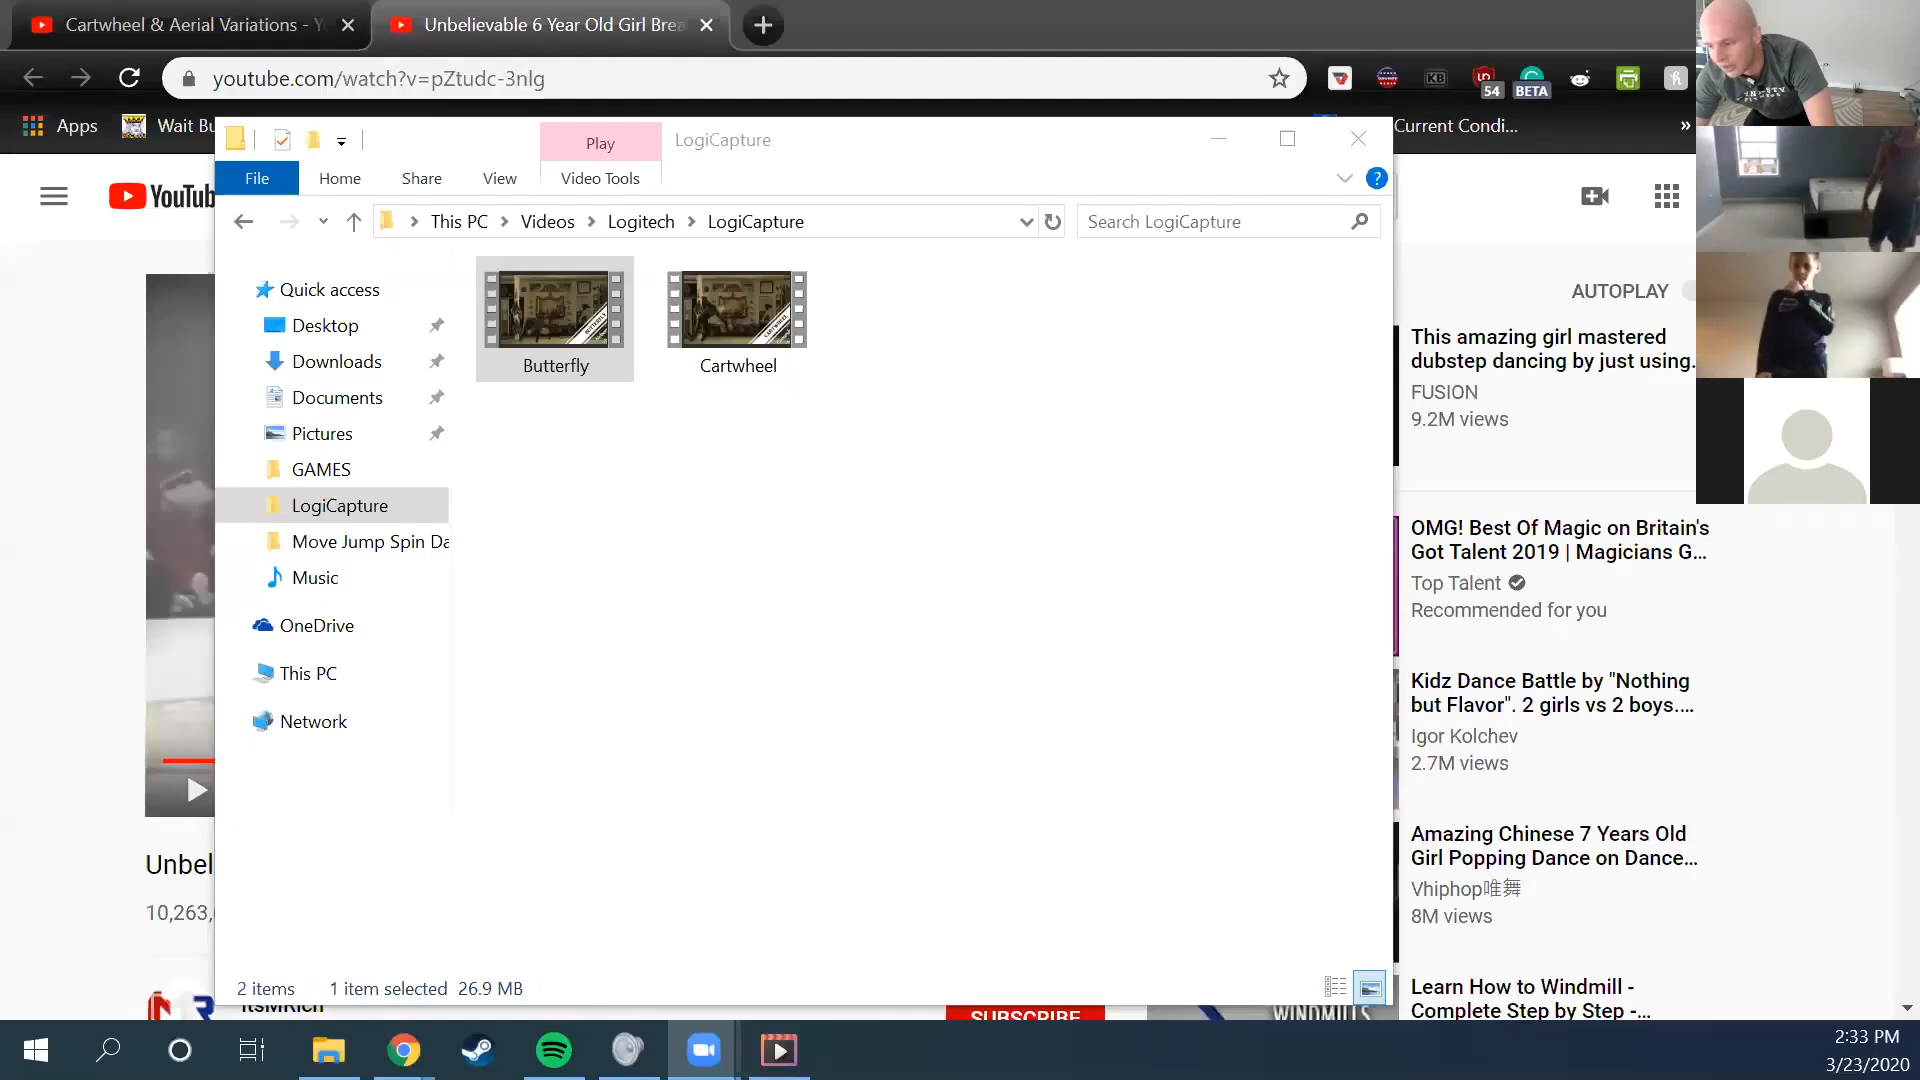 Cartwheel & Aerial Variations - Y
Unbelievable 6 Year Old Girl Brea
youtube.com/watch?v=pZtudc-3nlg
KB
54
BETA
Apps
Wait Bu
Current Condi...
»
Play
LogiCapture
File
Home
Share
View
Video Tools
?
YouTub
This PC
Videos
Logitech
LogiCapture
Search LogiCapture
Quick access
Desktop
Downloads
Documents
Pictures
GAMES
LogiCapture
Move Jump Spin Da
Music
OneDrive
This PC
Network
BUTTERFLY
Butterfly
CARTWHEEL
Cartwheel
AUTOPLAY
This amazing girl mastered
dubstep dancing by just using...
FUSION
9.2M views
OMG! Best Of Magic on Britain's
Got Talent 2019 | Magicians G...
Top Talent
Recommended for you
Kidz Dance Battle by "Nothing
but Flavor". 2 girls vs 2 boys....
Igor Kolchev
2.7M views
Amazing Chinese 7 Years Old
Girl Popping Dance on Dance...
Vhiphop唯舞
8M views
Learn How to Windmill -
Complete Step by Step -...
WINDMILLS
Unbel
10,263,
ItsMRich
SUBSCRIBE
2 items
1 item selected 26.9 MB
2:33 PM
3/23/2020